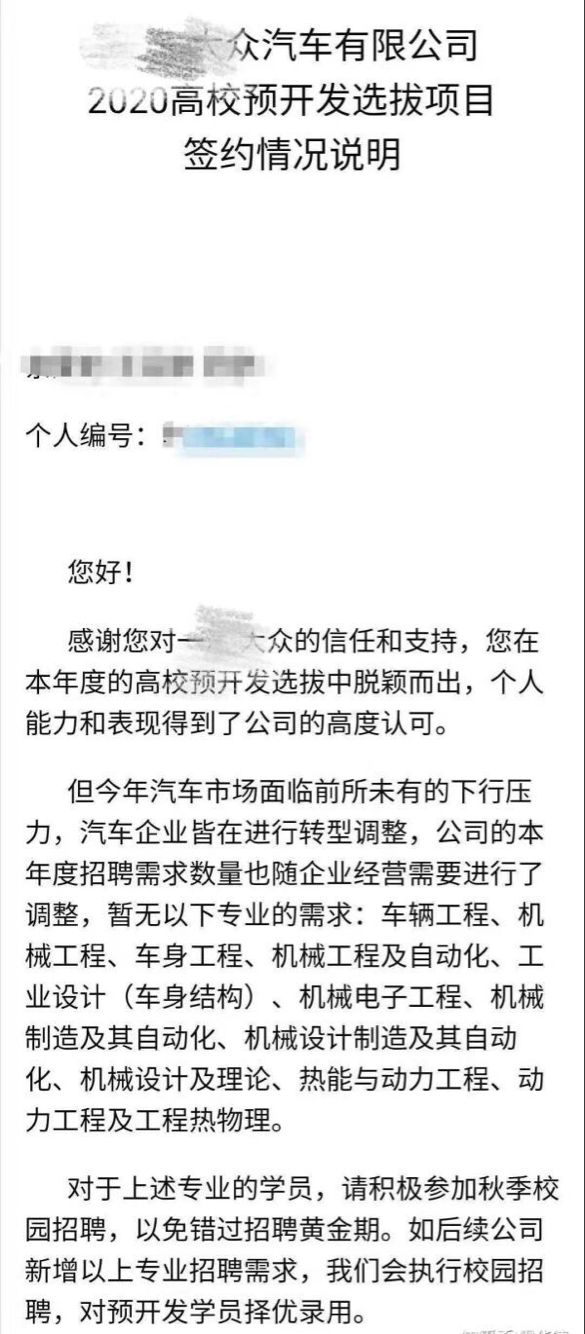 众汽车有限公司
2020高校预开发选拔项目
签约情况说明
个人编号：
您好！
感谢您对一 大众的信任和支持，您在
本年度的高校预开发选拔中脱颖而出，个人
能力和表现得到了公司的高度认可。
但今年汽车市场面临前所未有的下行压
力，汽车企业皆在进行转型调整，公司的本
年度招聘需求数量也随企业经营需要进行了
调整，暂无以下专业的需求：车辆工程、机
械工程、车身工程、机械工程及自动化、工
业设计（车身结构）、机械电子工程、机械
制造及其自动化、机械设计制造及其自动
化、机械设计及理论、热能与动力工程、动
力工程及工程热物理。
对于上述专业的学员，请积极参加秋季校
园招聘，以免错过招聘黄金期。如后续公司
新增以上专业招聘需求，我们会执行校园招
聘，对预开发学员择优录用。